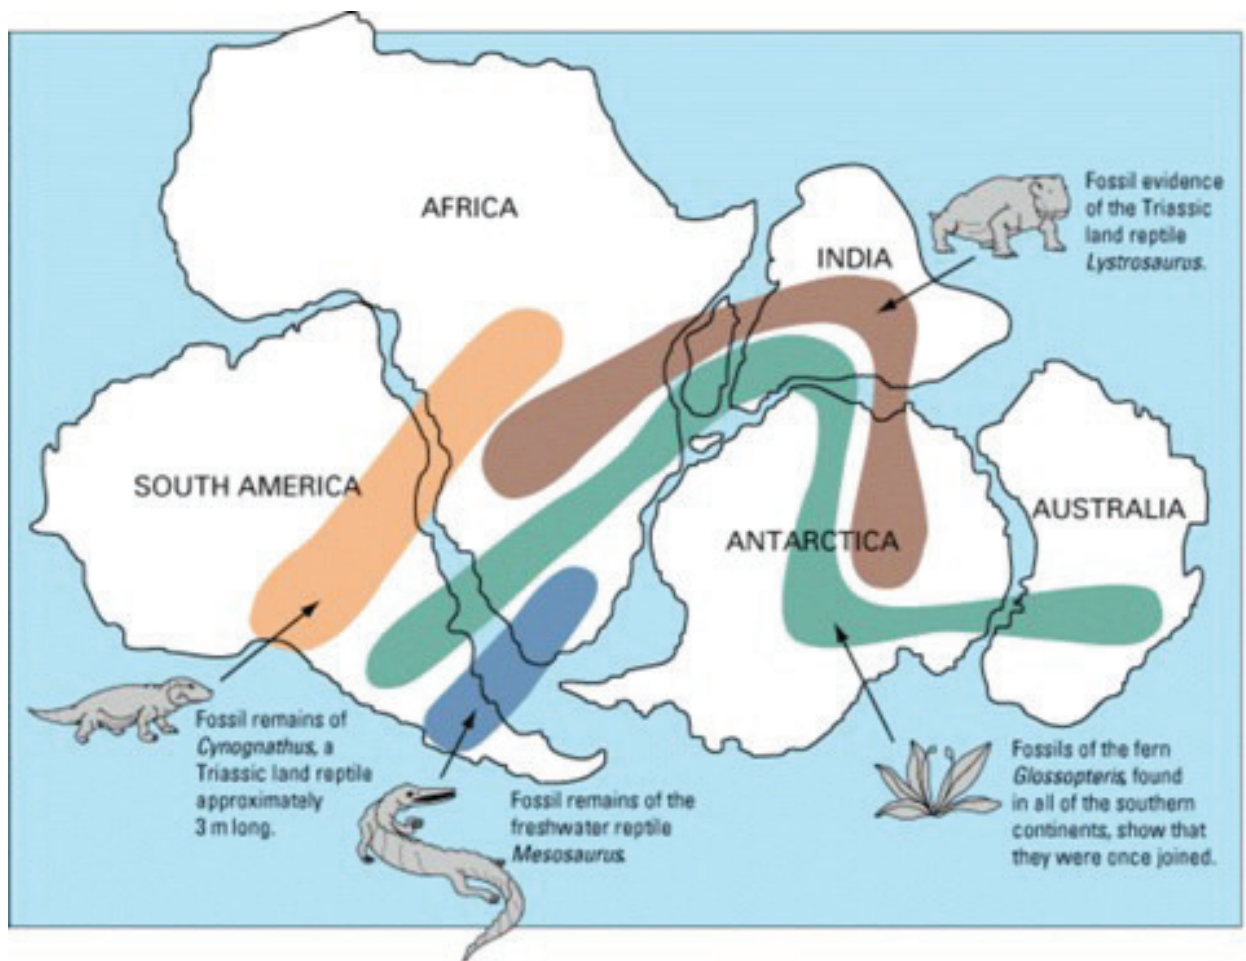 AFRICA
INDIA
Fossil evidence
of the Triassic
land reptile
Lystrosaurus.
SOUTH AMERICA
ANTARCTICA
AUSTRALIA
Fossil remains of
Cynognathus, a
Triassic land reptile
approximately
3 m long.
Fossil remains of the
freshwater reptile
Mesosaurus.
Fossils of the fern
Glossopteris, found
in all of the southern
continents, show that
they were once joined.